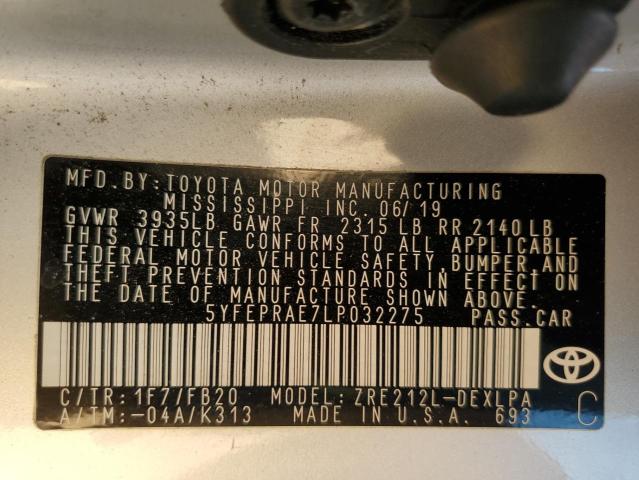 MFD.BY:TOYOTA MOTOR MANUFACTURING
MISSISSIPPI INC. 06/19
GVWR 3935LB GAWR FR 2315 LB RR 2140 LB
THIS VEHICLE CONFORMS TO ALL APPLICABLE
FEDERAL MOTOR VEHICLE SAFETY,BUMPER,AND
THEFT PREVENTION STANDARDS IN EFFECT ON
THE DATE OF MANUFACTURE SHOWN ABOVE.
5YFEPRAE7LP032275 PASS.CAR
C/TR:1F7/FB20 MODEL:ZRE212L-DEXLPA
A/TM:-04A/K313 MADE IN U.S.A. 693 C